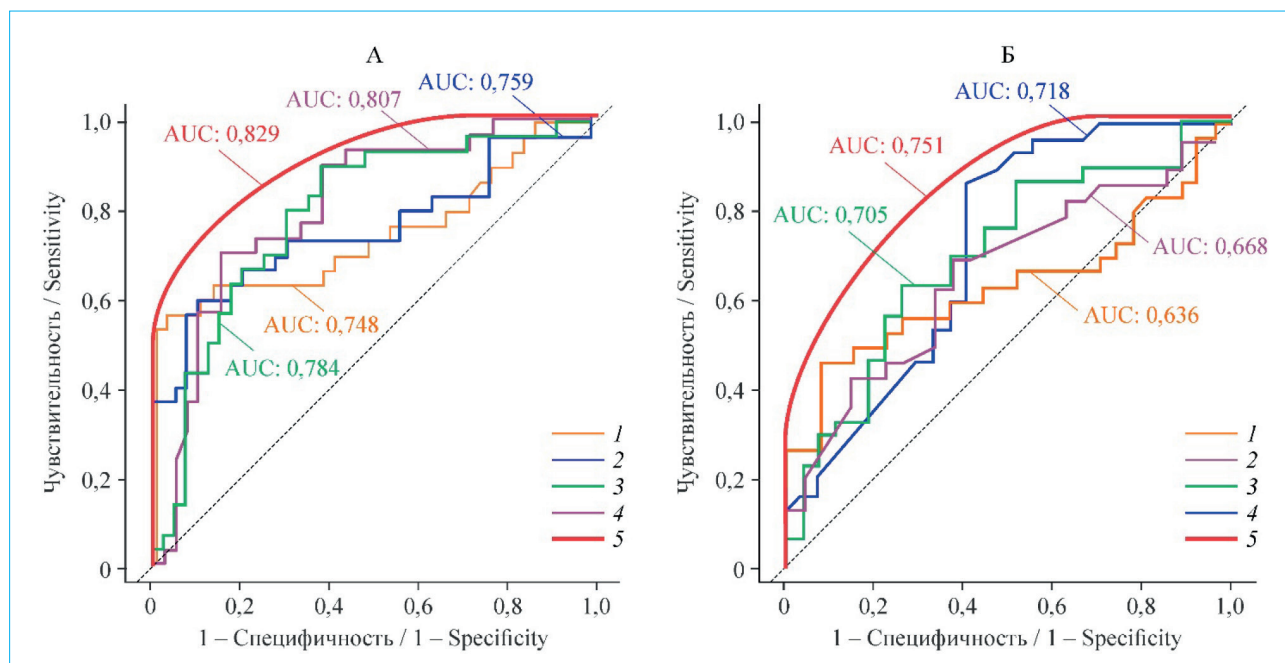 А
AUC: 0,759
AUC: 0,807
AUC: 0,829
AUC: 0,748
AUC: 0,784
Чувствительность / Sensitivity
1,0
0,8
0,6
0,4
0,2
0
0 0,2 0,4 0,6 0,8 1,0
1 – Специфичность / 1 – Specificity
1
2
3
4
5
Б
AUC: 0,718
AUC: 0,751
AUC: 0,705
AUC: 0,668
AUC: 0,636
Чувствительность / Sensitivity
1,0
0,8
0,6
0,4
0,2
0
0 0,2 0,4 0,6 0,8 1,0
1 – Специфичность / 1 – Specificity
1
2
3
4
5